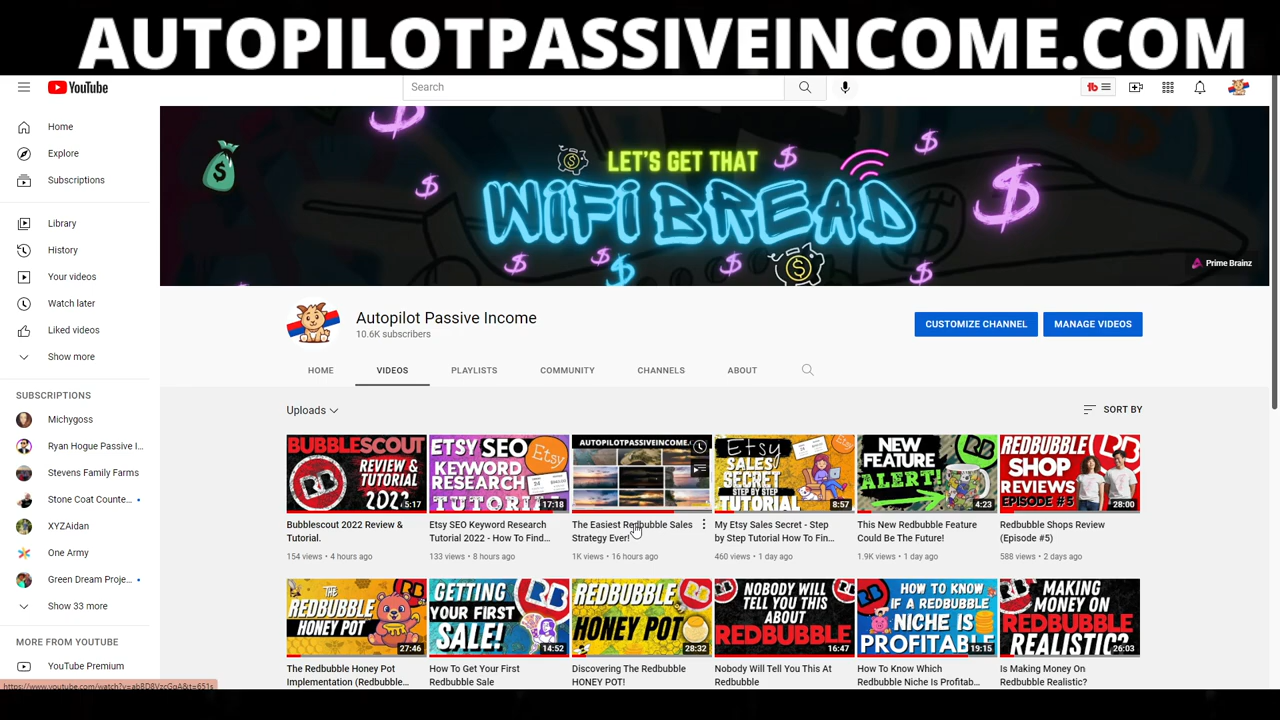 AUTOPILOTPASSIVEINCOME.COM
YouTube
Search
Home
Explore
Subscriptions
Library
History
Your videos
Watch later
Liked videos
Show more
SUBSCRIPTIONS
Michygoss
Ryan Hogue Passive I...
Stevens Family Farms
Stone Coat Counte...
XYZAidan
One Army
Green Dream Proje...
Show 33 more
MORE FROM YOUTUBE
YouTube Premium
LET'S GET THAT
WIFI BREAD
Prime Brainz
Autopilot Passive Income
10.6K subscribers
CUSTOMIZE CHANNEL
MANAGE VIDEOS
HOME
VIDEOS
PLAYLISTS
COMMUNITY
CHANNELS
ABOUT
Uploads
SORT BY
BUBBLESCOUT
REVIEW &
TUTORIAL
5:17
Bubblescout 2022 Review &
Tutorial.
154 views • 4 hours ago
ETSY SEO
KEYWORD
RESEARCH
TUTORIAL
Etsy
17:18
Etsy SEO Keyword Research
Tutorial 2022 - How To Find...
133 views • 8 hours ago
AUTOPILOTPASSIVEINCOME.
The Easiest Redbubble Sales
Strategy Ever!
1K views • 16 hours ago
Etsy
SALES
SECRET
STEP BY STEP
TUTORIAL
8:57
My Etsy Sales Secret - Step
by Step Tutorial How To Fin...
460 views • 1 day ago
NEW
FEATURE
ALERT!
4:23
This New Redbubble Feature
Could Be The Future!
1.9K views • 1 day ago
REDBUBBLE
SHOP
REVIEWS
EPISODE #5
28:00
Redbubble Shops Review
(Episode #5)
588 views • 2 days ago
THE
REDBUBBLE
HONEY POT
27:46
The Redbubble Honey Pot
Implementation (Redbubble...
GETTING
YOUR FIRST
SALE!
14:52
How To Get Your First
Redbubble Sale
REDBUBBLE
HONEY POT
28:32
Discovering The Redbubble
HONEY POT!
NOBODY WILL
TELL YOU THIS
ABOUT
REDBUBBLE
16:47
Nobody Will Tell You This At
Redbubble
HOW TO KNOW
IF A REDBUBBLE
NICHE IS
PROFITABLE
19:15
How To Know Which
Redbubble Niche Is Profitab...
MAKING
MONEY ON
REDBUBBLE
REALISTIC?
26:03
Is Making Money On
Redbubble Realistic?